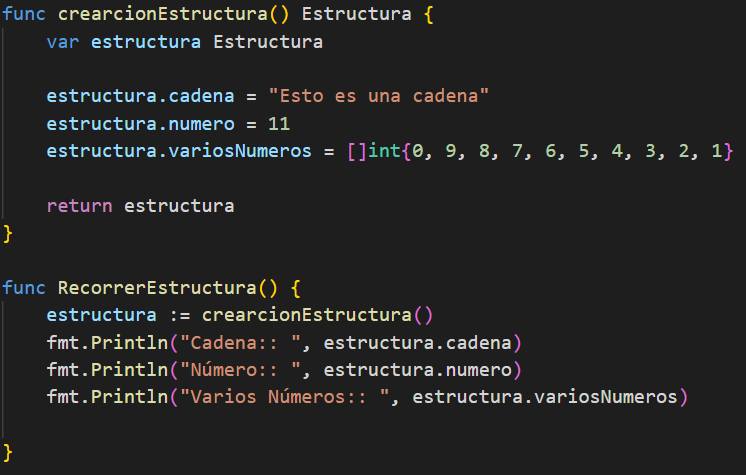 func crearcionEstructura() Estructura {
    var estructura Estructura

    estructura.cadena = "Esto es una cadena"
    estructura.numero = 11
    estructura.variosNumeros = []int{0, 9, 8, 7, 6, 5, 4, 3, 2, 1}

    return estructura
}

func RecorrerEstructura() {
    estructura := crearcionEstructura()
    fmt.Println("Cadena:: ", estructura.cadena)
    fmt.Println("Número:: ", estructura.numero)
    fmt.Println("Varios Números:: ", estructura.variosNumeros)

}